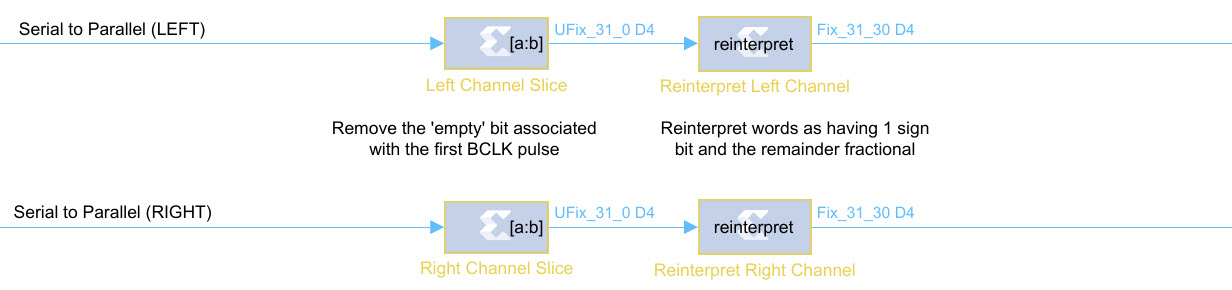 Serial to Parallel (LEFT)
[a:b]
UFix_31_0 D4
reinterpret
Fix_31_30 D4
Left Channel Slice
Reinterpret Left Channel
Remove the 'empty' bit associated
with the first BCLK pulse
Reinterpret words as having 1 sign
bit and the remainder fractional
Serial to Parallel (RIGHT)
[a:b]
UFix_31_0 D4
reinterpret
Fix_31_30 D4
Right Channel Slice
Reinterpret Right Channel